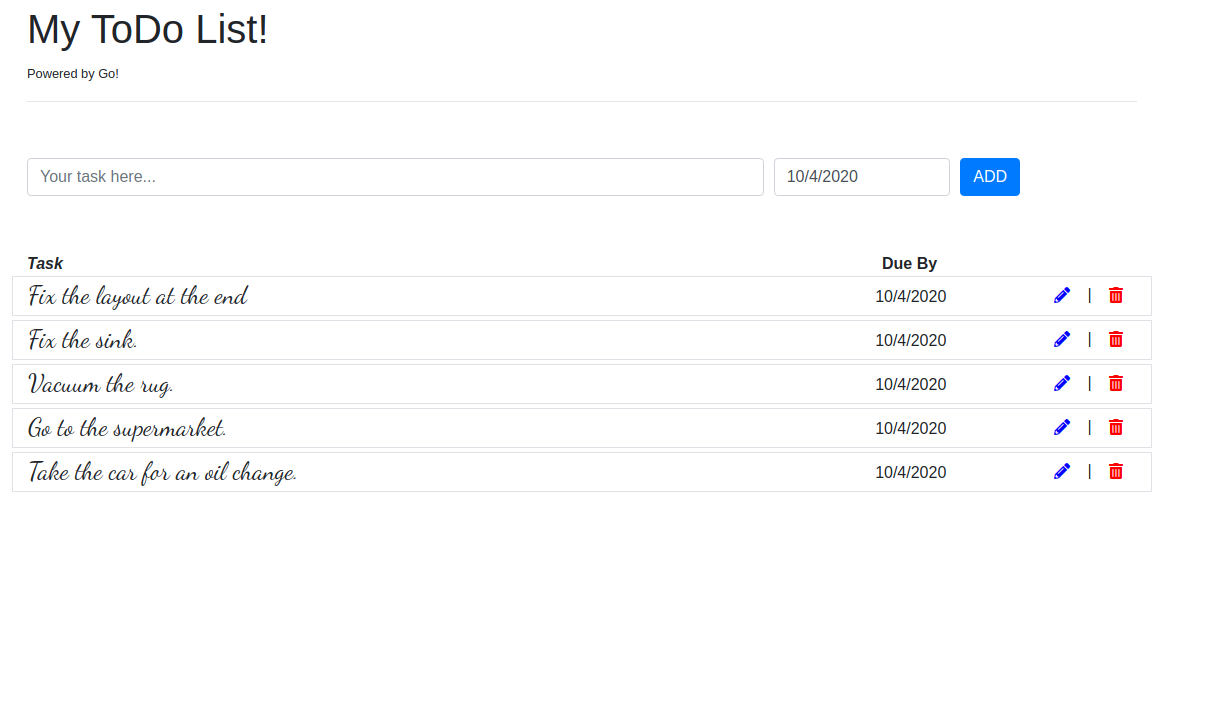 My ToDo List!
Powered by Go!
Your task here... 10/4/2020 ADD
Task Due By
Fix the layout at the end 10/4/2020 |
Fix the sink. 10/4/2020 |
Vacuum the rug. 10/4/2020 |
Go to the supermarket. 10/4/2020 |
Take the car for an oil change. 10/4/2020 |